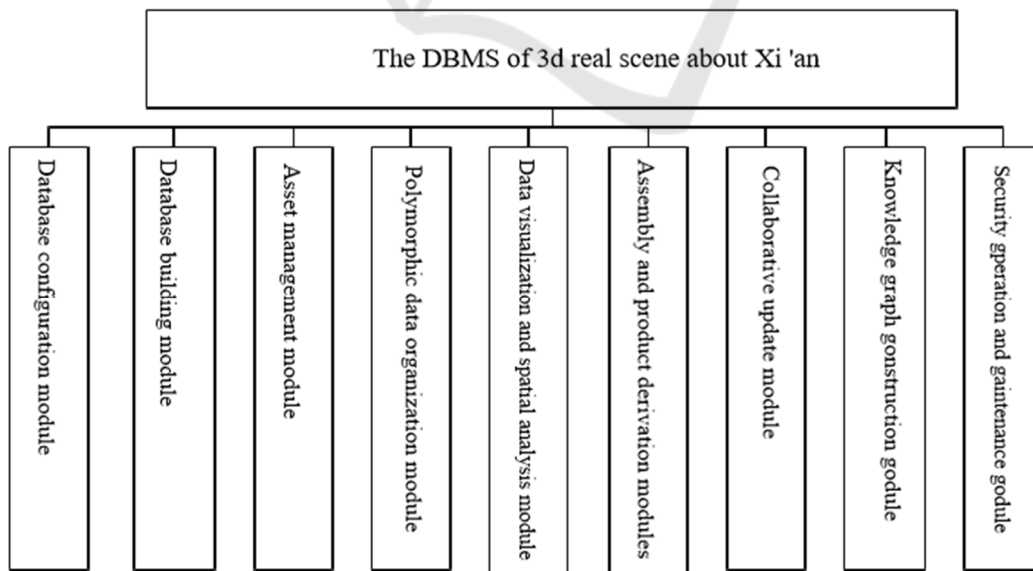 The DBMS of 3d real scene about Xi 'an
Database configuration module
Database building module
Asset management module
Polymorphic data organization module
Data visualization and spatial analysis module
Assembly and product derivation modules
Collaborative update module
Knowledge graph gonstruction godule
Security gperation and gaintenance godule